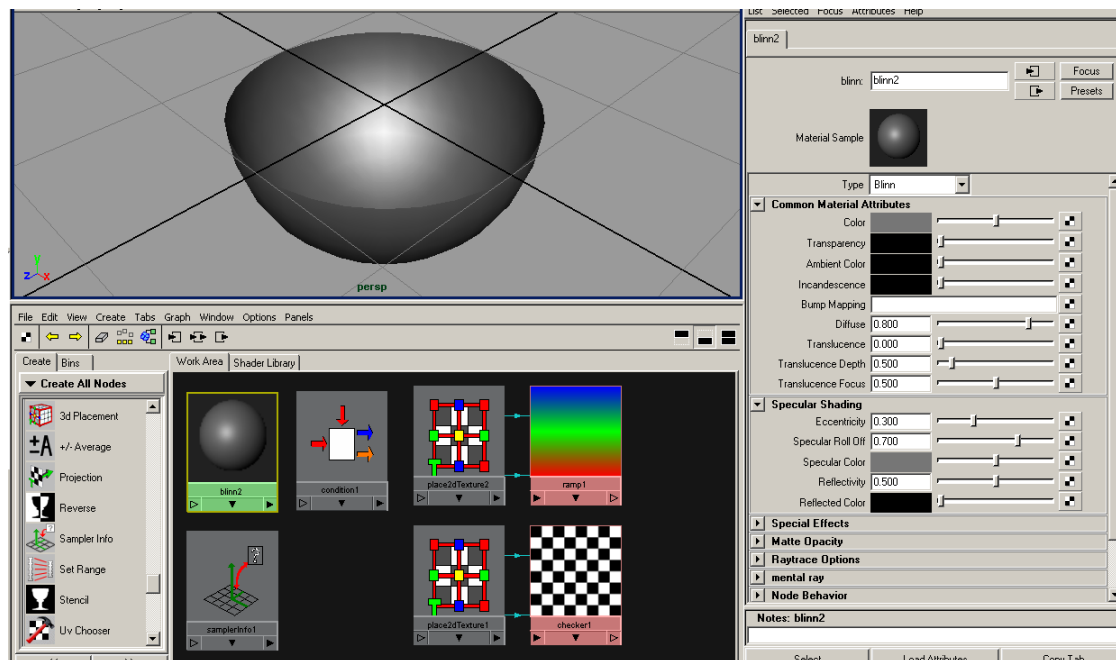 List Selected Focus Attributes Help
blinn2
blinn: blinn2
Focus
Presets
Material Sample
Type Blinn
Common Material Attributes
Color
Transparency
Ambient Color
Incandescence
Bump Mapping
Diffuse 0.800
Translucence 0.000
Translucence Depth 0.500
Translucence Focus 0.500
Specular Shading
Eccentricity 0.300
Specular Roll Off 0.700
Specular Color
Reflectivity 0.500
Reflected Color
Special Effects
Matte Opacity
Raytrace Options
mental ray
Node Behavior
Notes: blinn2
Select Load Attributes Copy Tab
y
z x
persp
File Edit View Create Tabs Graph Window Options Panels
Create Bins
Work Area Shader Library
Create All Nodes
3d Placement
+/- Average
Projection
Reverse
Sampler Info
Set Range
Stencil
Uv Chooser
blinn2
condition1
place2dTexture2
ramp1
samplerInfo1
place2dTexture1
checker1